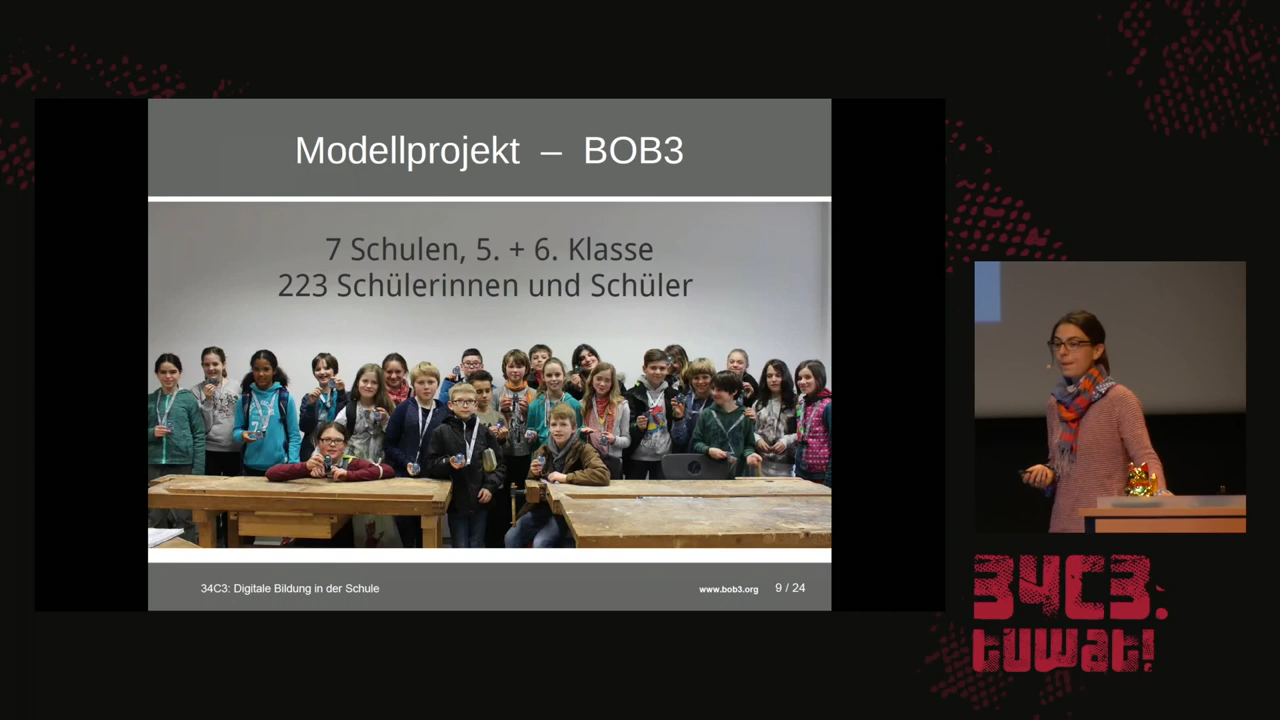 Modellprojekt – BOB3
7 Schulen, 5. + 6. Klasse
223 Schülerinnen und Schüler
34C3: Digitale Bildung in der Schule
www.bob3.org
9 / 24
34C3.
tuwat!